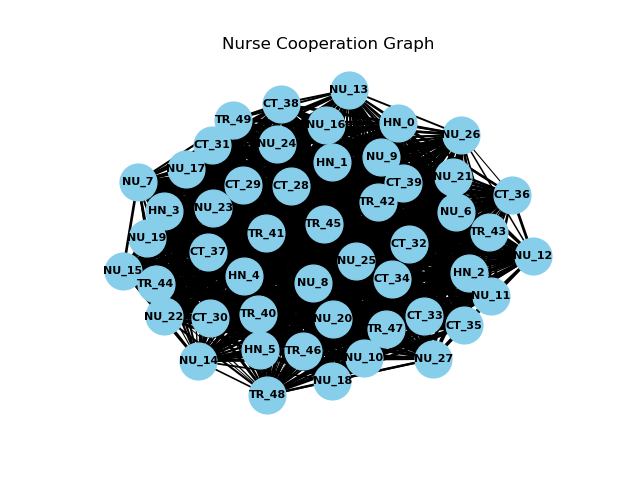 Nurse Cooperation Graph
NU_13
CT_38
TR_49
HN_0
NU_16
NU_26
CT_31
NU_24
NU_9
HN_1
NU_17
NU_21
NU_7
CT_29
CT_28
CT_39
CT_36
TR_42
HN_3
NU_23
NU_6
TR_45
TR_43
TR_41
NU_19
CT_32
CT_37
NU_12
NU_25
NU_15
HN_2
HN_4
CT_34
NU_8
TR_44
NU_11
TR_40
NU_22
CT_30
CT_33
NU_20
CT_35
TR_47
HN_5
TR_46
NU_10
NU_27
NU_14
NU_18
TR_48